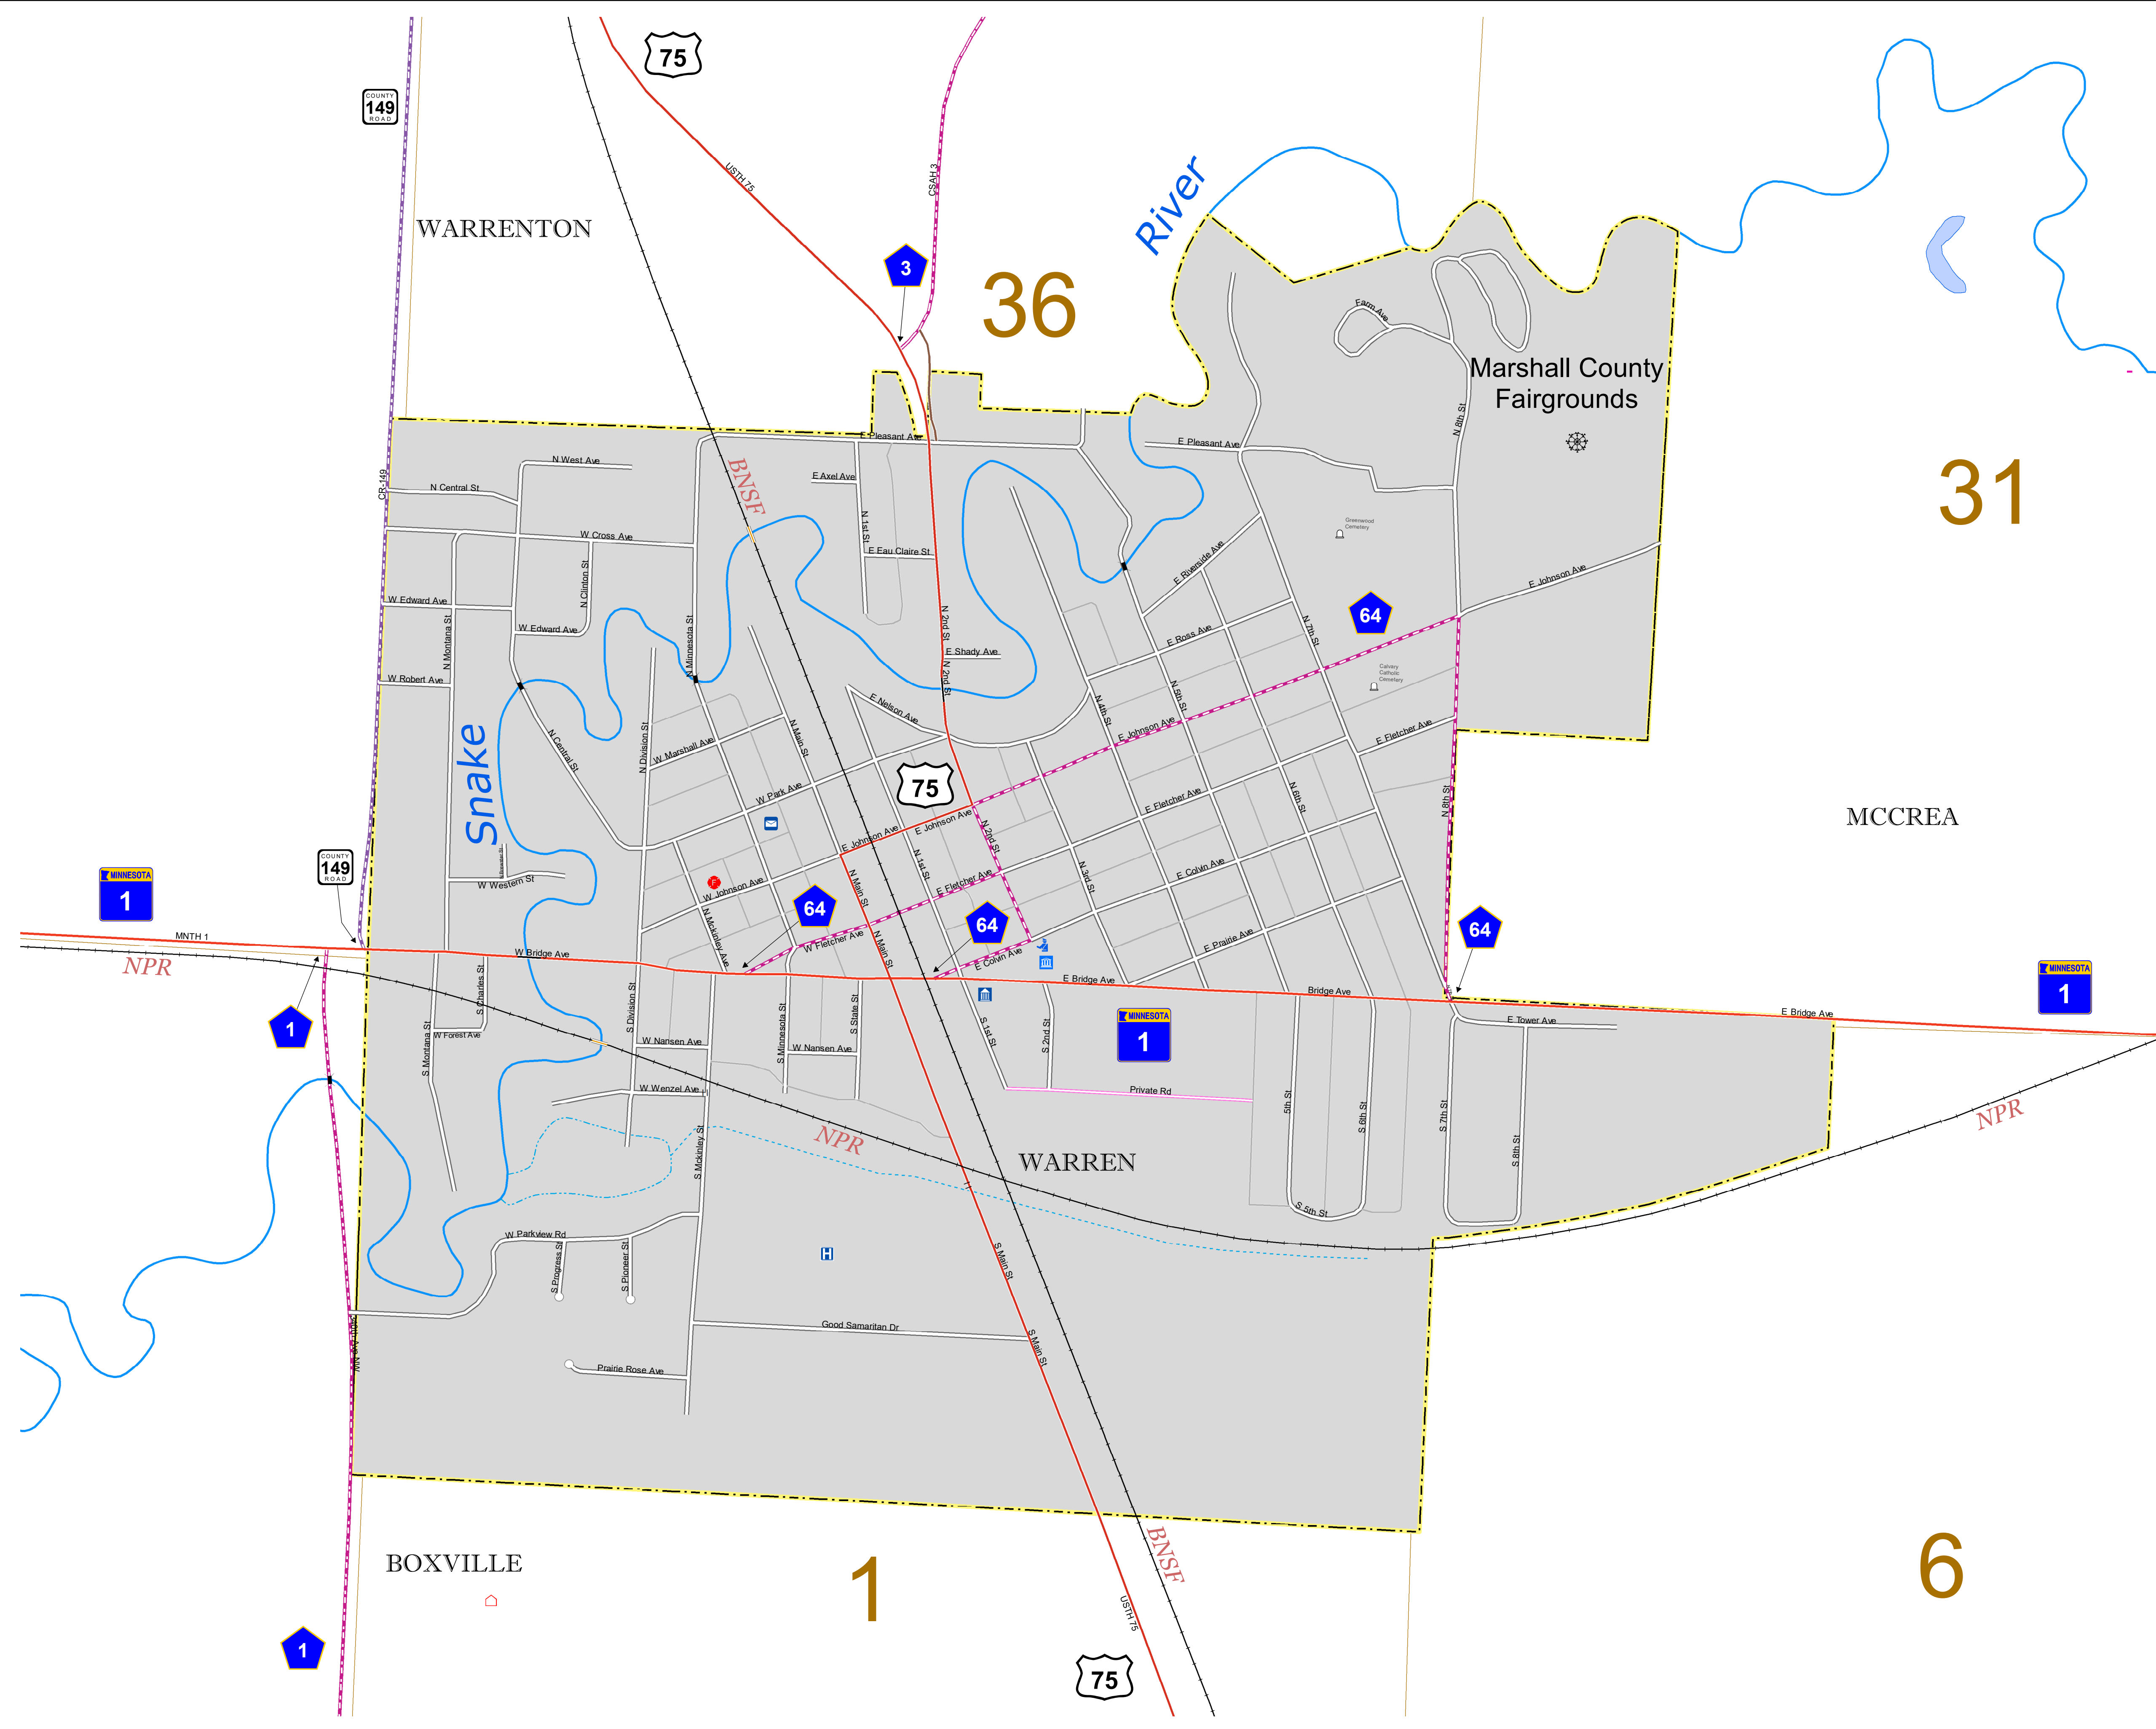 75
COUNTY
149
ROAD
USTH 75
CSAH 3
WARRENTON
River
3
36
Farm Ave
Marshall County
Fairgrounds
N 8th St
E Pleasant Ave
E Pleasant Ave
N West Ave
BNSF
E Axel Ave
CR-149
N Central St
31
N 1st St
Greenwood
Cemetery
W Cross Ave
E Eau Claire St
E Riverside Ave
N Clinton St
E Johnson Ave
W Edward Ave
64
W Edward Ave
N Montana St
N Minnesota St
N 2nd St
N 7th St
E Ross Ave
E Shady Ave
W Robert Ave
N 2nd St
Calvary
Catholic
Cemetery
N 5th St
E Nelson Ave
N 4th St
Snake
N Division St
N Central St
W Marshall Ave
N Main St
E Johnson Ave
E Fletcher Ave
75
W Park Ave
E Fletcher Ave
N 6th St
N 8th St
MCCREA
E Johnson Ave
E Johnson Ave
N 2nd St
COUNTY
149
ROAD
W Western St
F
W Johnson Ave
N Main St
N 1st St
E Fletcher Ave
N 3rd St
E Colvin Ave
MINNESOTA
1
64
64
64
N Mckinley Ave
MNTH 1
W Bridge Ave
W Fletcher Ave
N Main St
E Colvin Ave
E Prairie Ave
NPR
E Bridge Ave
Bridge Ave
MINNESOTA
1
S Charles St
S Division St
S Minnesota St
S State St
S 1st St
S 2nd St
MINNESOTA
1
E Bridge Ave
E Tower Ave
1
W Forest Ave
S Montana St
W Nansen Ave
W Nansen Ave
W Wenzel Ave
Private Rd
5th St
S 6th St
S 7th St
S 8th St
NPR
NPR
S Mckinley St
WARREN
S 5th St
W Parkview Rd
S Progress St
S Pioneer St
H
S Main St
Good Samaritan Dr
S Main St
Prairie Rose Ave
BOXVILLE
1
BNSF
6
USTH 75
1
75